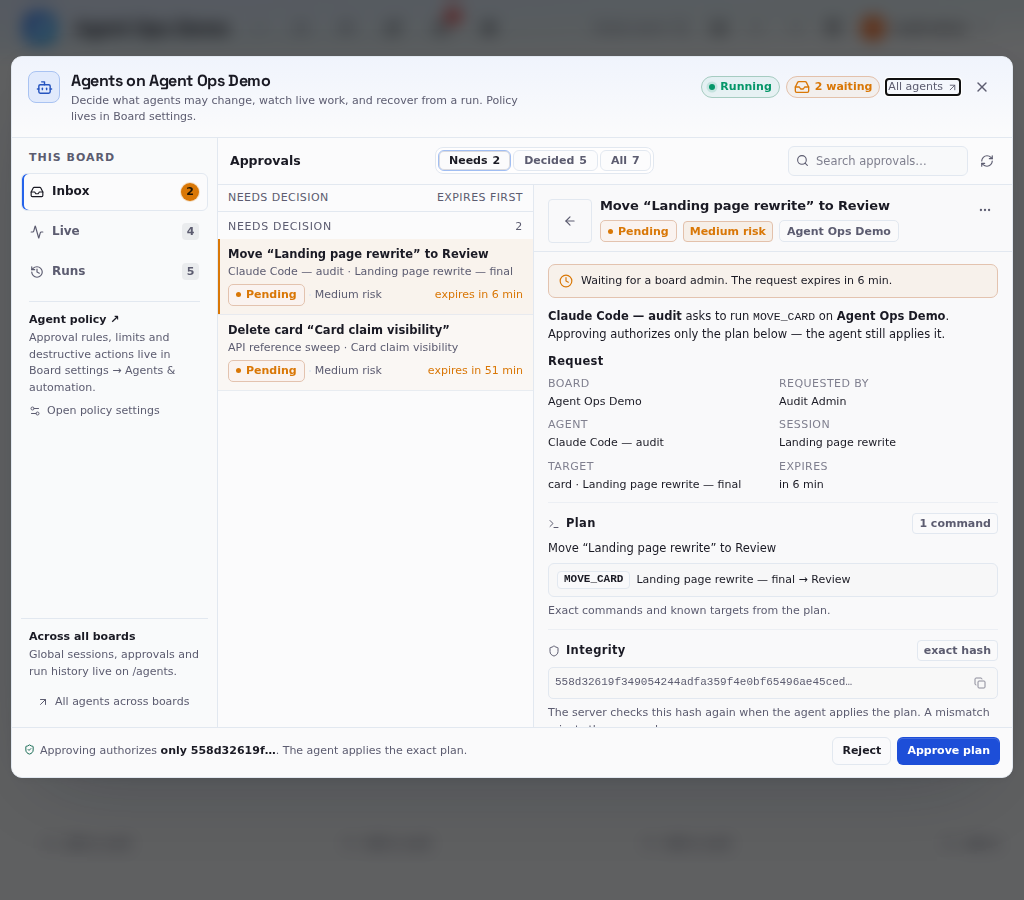 Agents on Agent Ops Demo
Decide what agents may change, watch live work, and recover from a run. Policy
lives in Board settings.
Running
2 waiting
All agents ↗
THIS BOARD
Inbox
2
Live
4
Runs
5
Agent policy ↗
Approval rules, limits and
destructive actions live in
Board settings → Agents &
automation.
Open policy settings
Across all boards
Global sessions, approvals and
run history live on /agents.
All agents across boards
Approvals
Needs 2
Decided 5
All 7
Search approvals…
NEEDS DECISION
EXPIRES FIRST
NEEDS DECISION
2
Move “Landing page rewrite” to Review
Claude Code — audit · Landing page rewrite — final
Pending
Medium risk
expires in 6 min
Delete card “Card claim visibility”
API reference sweep · Card claim visibility
Pending
Medium risk
expires in 51 min
Move “Landing page rewrite” to Review
Pending
Medium risk
Agent Ops Demo
Waiting for a board admin. The request expires in 6 min.
Claude Code — audit asks to run MOVE_CARD on Agent Ops Demo.
Approving authorizes only the plan below — the agent still applies it.
Request
BOARD
Agent Ops Demo
REQUESTED BY
Audit Admin
AGENT
Claude Code — audit
SESSION
Landing page rewrite
TARGET
card · Landing page rewrite — final
EXPIRES
in 6 min
Plan
1 command
Move “Landing page rewrite” to Review
MOVE_CARD Landing page rewrite — final → Review
Exact commands and known targets from the plan.
Integrity
exact hash
558d32619f349054244adfa359f4e0bf65496ae45ced…
The server checks this hash again when the agent applies the plan. A mismatch
Approving authorizes only 558d32619f…. The agent applies the exact plan.
Reject
Approve plan